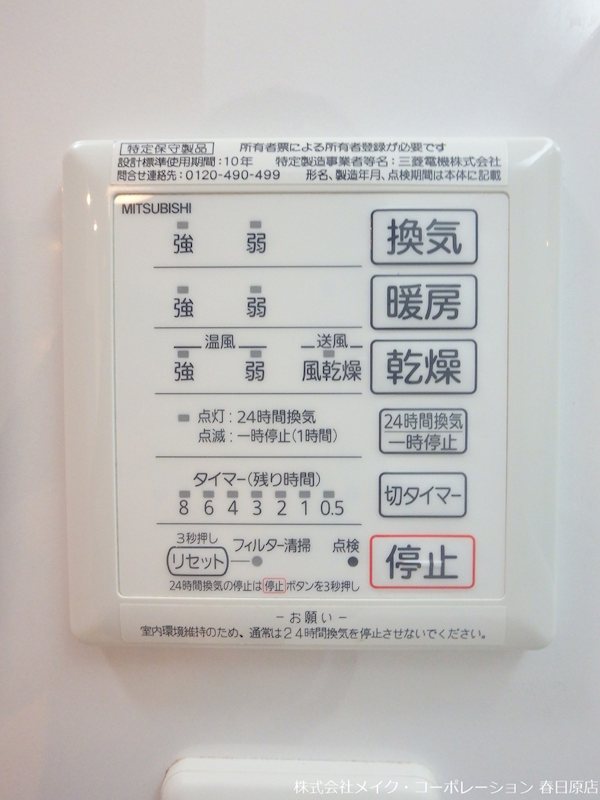 特定保守製品 所有者票による所有者登録が必要です
設計標準使用期間：10年 特定製造事業者等名：三菱電機株式会社
問合せ連絡先：0120-490-499 形名、製造年月、点検期間は本体に記載
MITSUBISHI
強 弱 換気
強 弱 暖房
温風 送風
強 弱 風乾燥 乾燥
点灯：24時間換気
点滅：一時停止(1時間)
24時間換気
一時停止
タイマー(残り時間)
8 6 4 3 2 1 0.5
切タイマー
3秒押し
リセット フィルター清掃 点検
停止
24時間換気の停止は停止ボタンを3秒押し
－お願い－
室内環境維持のため、通常は24時間換気を停止させないでください。
株式会社メイク・コーポレーション 春日原店